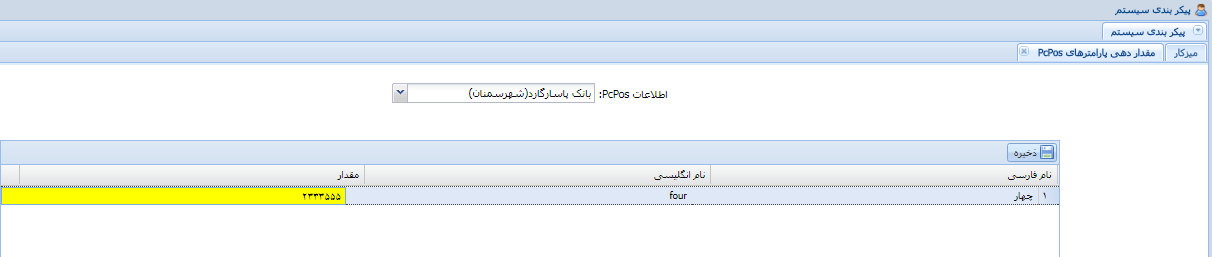 پیکر بندی سیستم
پیکر بندی سیستم
میزکار مقدار دهی پارامترهای PcPos
اطلاعات PcPos: بانک پاسارگارد(شهرسمنان)
ذخیره
نام فارسی نام انگلیسی مقدار
۱ چهار four ۲۳۳۳۵۵۵